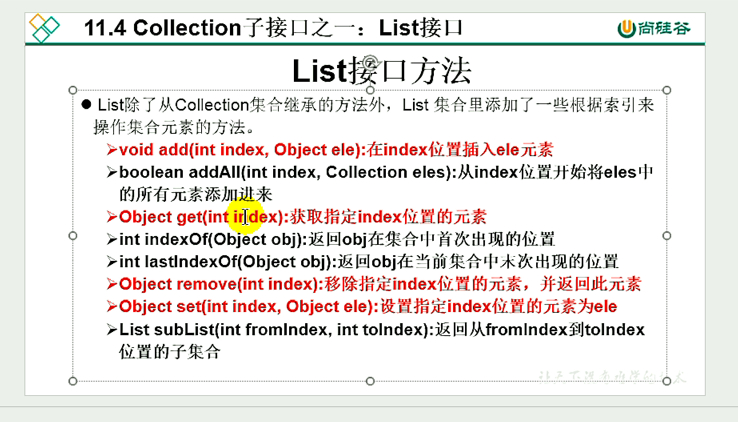 11.4 Collection子接口之一：List接口
尚硅谷
List接口方法
● List除了从Collection集合继承的方法外，List 集合里添加了一些根据索引来
操作集合元素的方法。
➢void add(int index, Object ele):在index位置插入ele元素
➢boolean addAll(int index, Collection eles):从index位置开始将eles中
的所有元素添加进来
➢Object get(int index):获取指定index位置的元素
➢int indexOf(Object obj):返回obj在集合中首次出现的位置
➢int lastIndexOf(Object obj):返回obj在当前集合中末次出现的位置
➢Object remove(int index):移除指定index位置的元素，并返回此元素
➢Object set(int index, Object ele):设置指定index位置的元素为ele
➢List subList(int fromIndex, int toIndex):返回从fromIndex到toIndex
位置的子集合